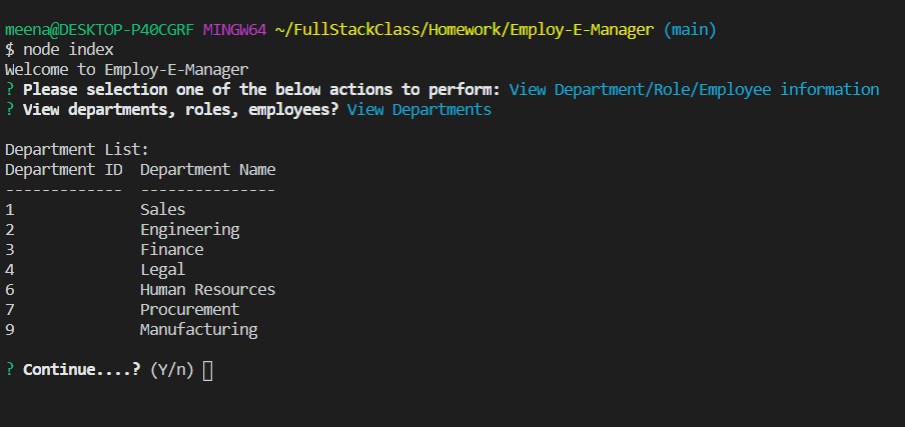 meena@DESKTOP-P40CGRF MINGW64 ~/FullStackClass/Homework/Employ-E-Manager (main)
$ node index
Welcome to Employ-E-Manager
? Please selection one of the below actions to perform: View Department/Role/Employee information
? View departments, roles, employees? View Departments
Department List:
Department ID  Department Name
-------------  ---------------
1              Sales
2              Engineering
3              Finance
4              Legal
6              Human Resources
7              Procurement
9              Manufacturing
? Continue....? (Y/n)